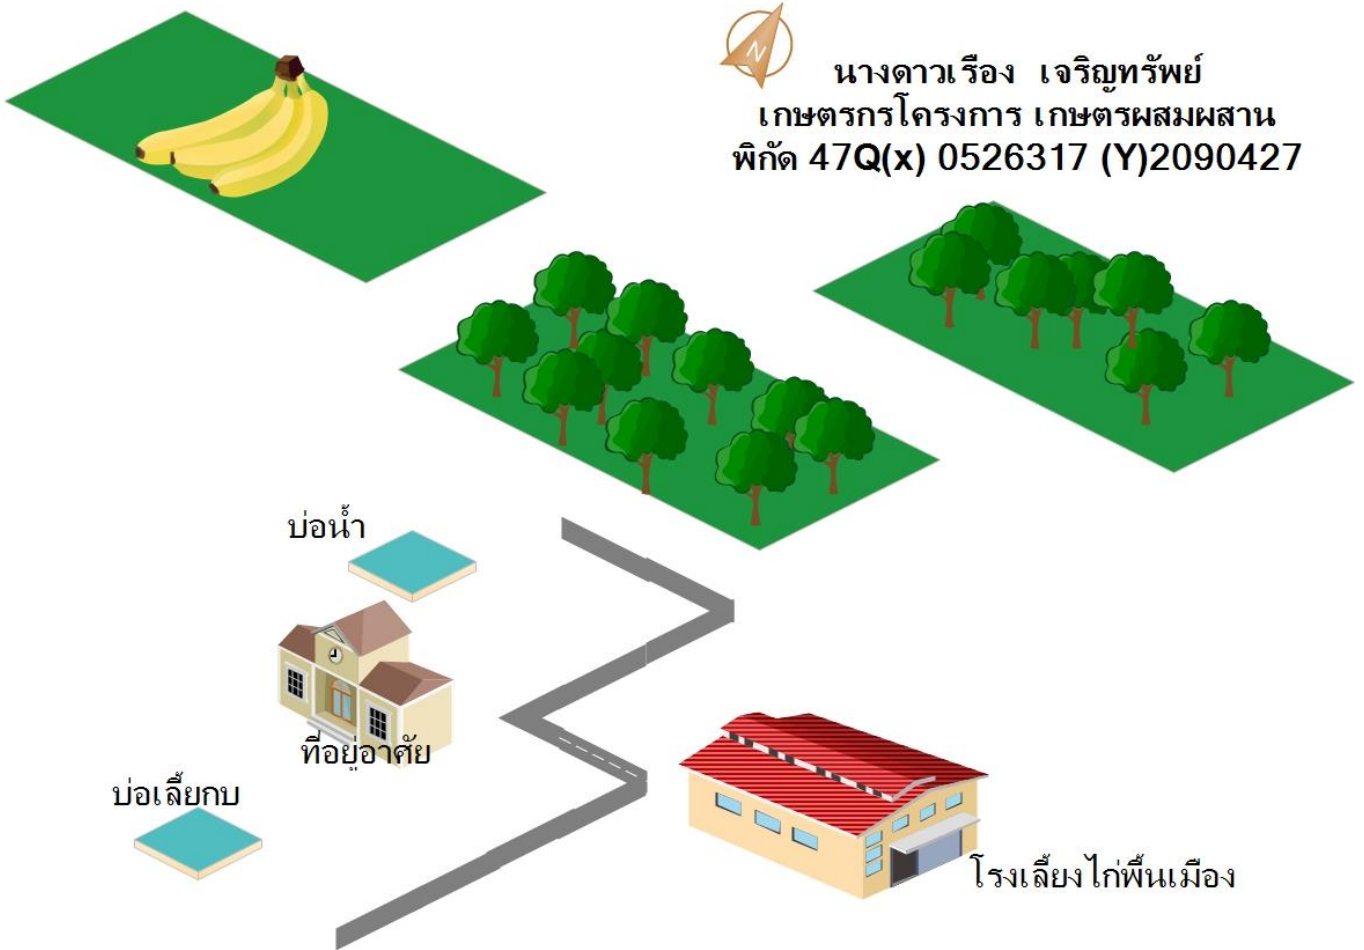 N
นางดาวเรือง เจริญทรัพย์
เกษตรกรโครงการ เกษตรผสมผสาน
พิกัด 47Q(x) 0526317 (Y)2090427
บ่อน้ำ
ที่อยู่อาศัย
บ่อเลี้ยกบ
โรงเลี้ยงไก่พื้นเมือง